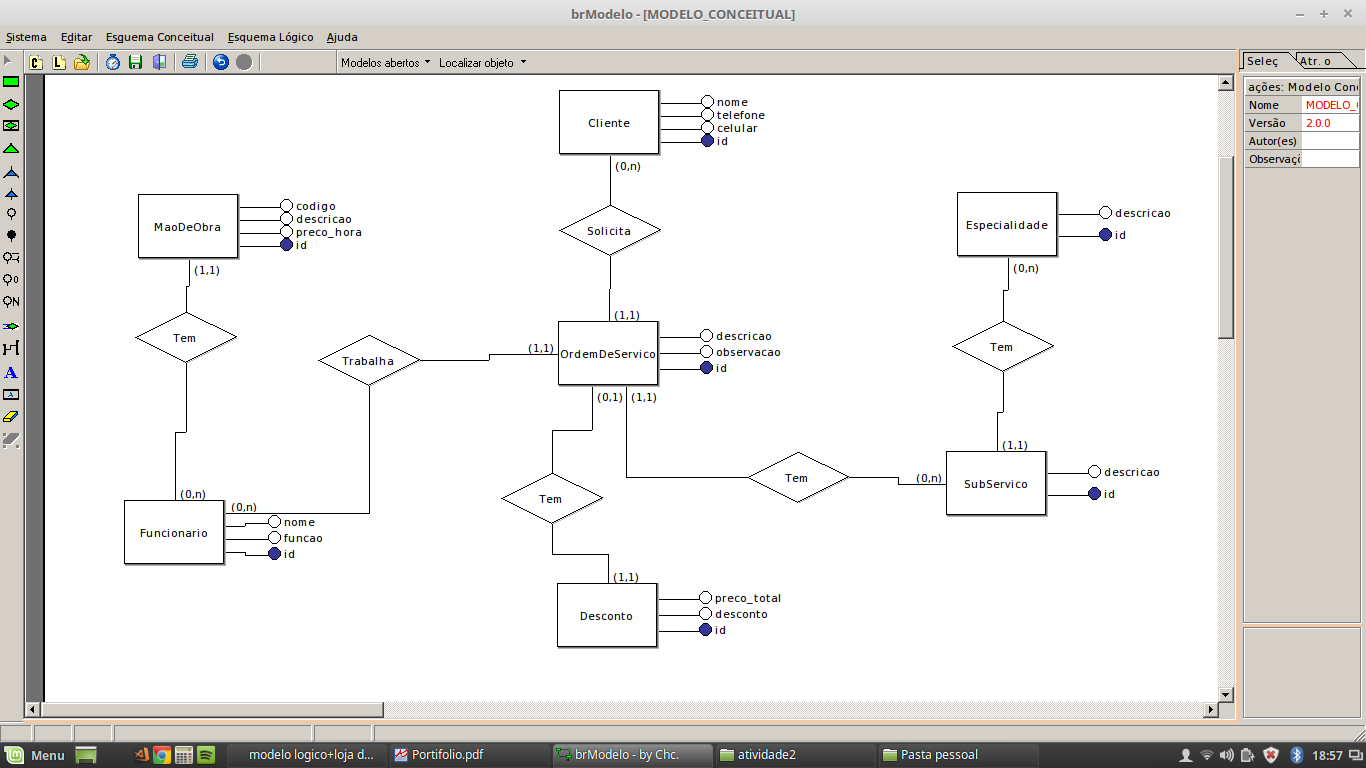 brModelo - [MODELO_CONCEITUAL]
Sistema Editar Esquema Conceitual Esquema Lógico Ajuda
C L Modelos abertos Localizar objeto
Seleç Atr. o
ações: Modelo Con
Nome MODELO_
Versão 2.0.0
Autor(es)
Observaç
Cliente
nome
telefone
celular
id
(0,n)
Solicita
(1,1)
MaoDeObra
codigo
descricao
preco_hora
id
(1,1)
Tem
(0,n)
Especialidade
descricao
id
(0,n)
Tem
(1,1)
Trabalha
(1,1)
(0,n)
OrdemDeServico
descricao
observacao
id
(0,1) (1,1)
Tem
(0,n)
SubServico
descricao
id
Tem
(1,1)
Funcionario
nome
funcao
id
Desconto
preco_total
desconto
id
Menu
modelo logico+loja d...
Portifolio.pdf
brModelo - by Chc.
atividade2
Pasta pessoal
18:57